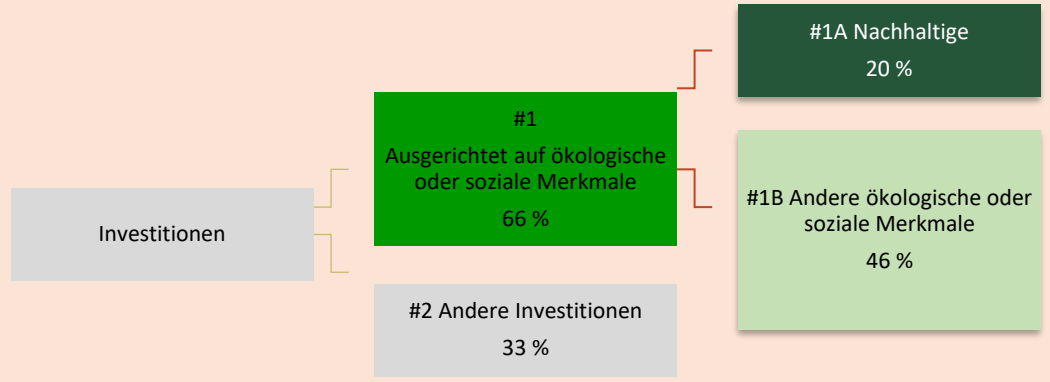 Investitionen
#1
Ausgerichtet auf ökologische
oder soziale Merkmale
66 %
#2 Andere Investitionen
33 %
#1A Nachhaltige
20 %
#1B Andere ökologische oder
soziale Merkmale
46 %